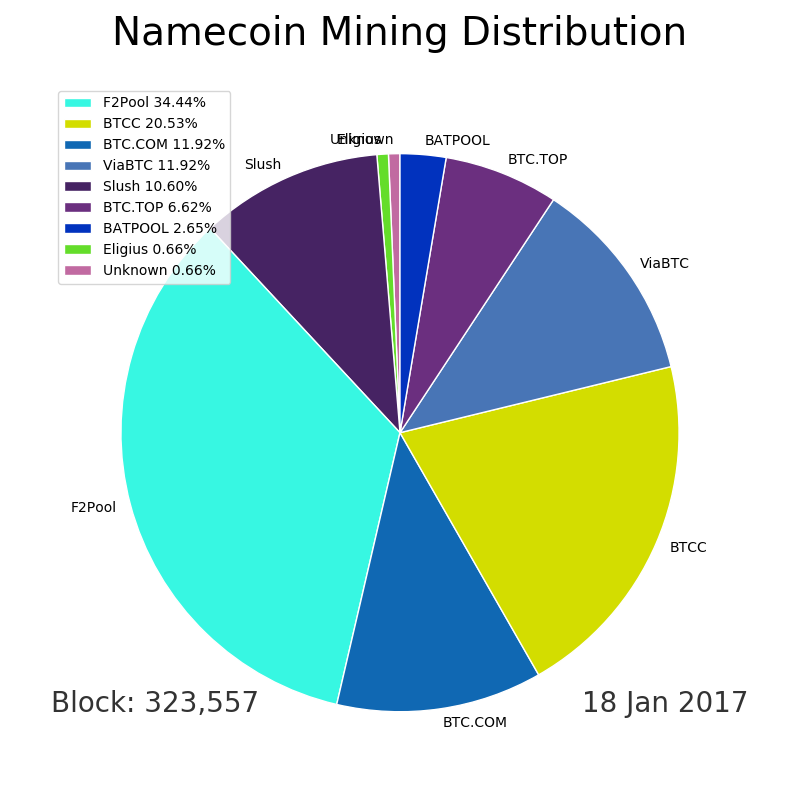 Namecoin Mining Distribution
F2Pool 34.44%
BTCC 20.53%
BTC.COM 11.92%
ViaBTC 11.92%
Slush 10.60%
BTC.TOP 6.62%
BATPOOL 2.65%
Eligius 0.66%
Unknown 0.66%
Unknown
Eligius
BATPOOL
BTC.TOP
Slush
ViaBTC
F2Pool
BTCC
BTC.COM
Block: 323,557
18 Jan 2017